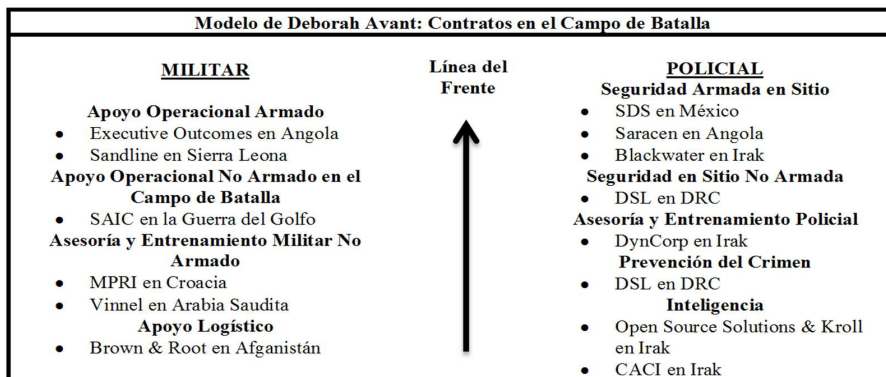 Modelo de Deborah Avant: Contratos en el Campo de Batalla
MILITAR
Apoyo Operacional Armado
● Executive Outcomes en Angola
● Sandline en Sierra Leona
Apoyo Operacional No Armado en el
Campo de Batalla
● SAIC en la Guerra del Golfo
Asesoría y Entrenamiento Militar No
Armado
● MPRI en Croacia
● Vinnel en Arabia Saudita
Apoyo Logístico
● Brown & Root en Afganistán
Línea del
Frente
POLICIAL
Seguridad Armada en Sitio
● SDS en México
● Saracen en Angola
● Blackwater en Irak
Seguridad en Sitio No Armada
● DSL en DRC
Asesoría y Entrenamiento Policial
● DynCorp en Irak
Prevención del Crimen
● DSL en DRC
Inteligencia
● Open Source Solutions & Kroll
en Irak
● CACI en Irak